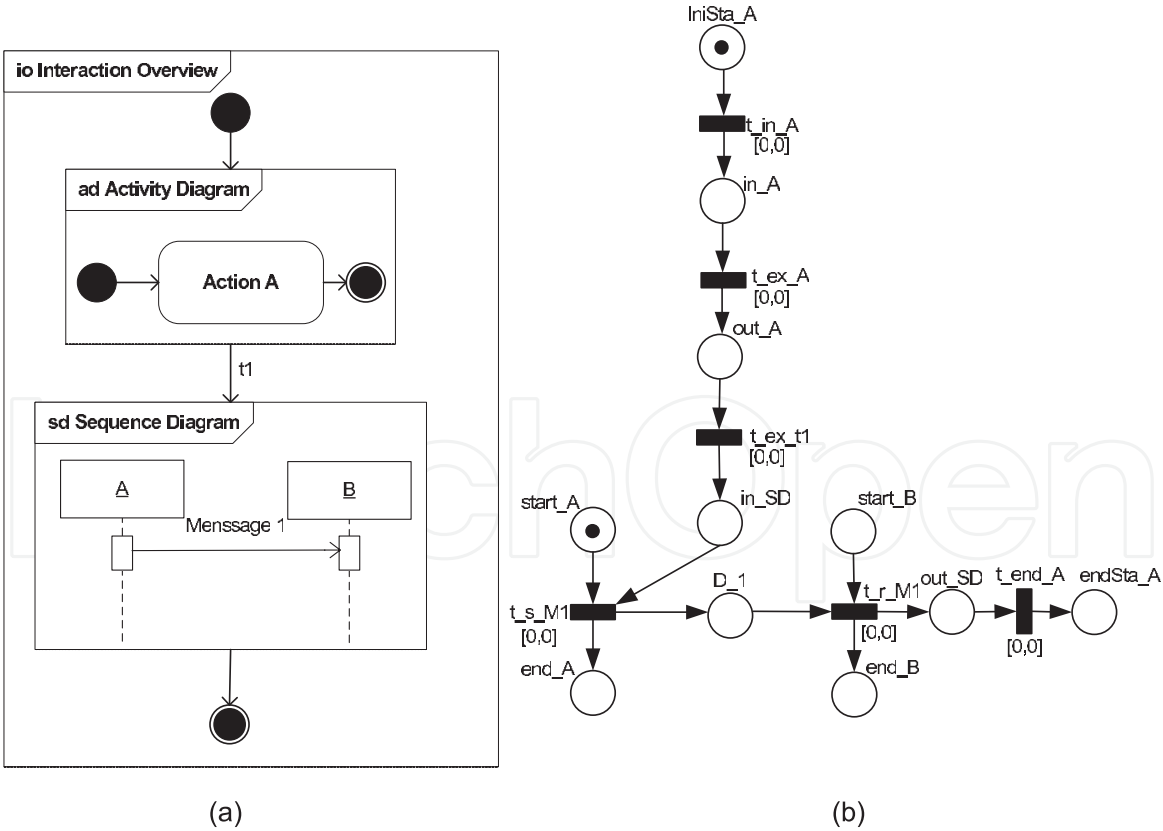 io Interaction Overview
ad Activity Diagram
Action A
t1
sd Sequence Diagram
A
B
Menssage 1
(a)
IniSta_A
t_in_A
[0,0]
in_A
t_ex_A
[0,0]
out_A
t_ex_t1
[0,0]
start_A
in_SD
start_B
D_1
t_r_M1
out_SD
t_end_A
endSta_A
t_s_M1
[0,0]
[0,0]
[0,0]
end_A
end_B
(b)